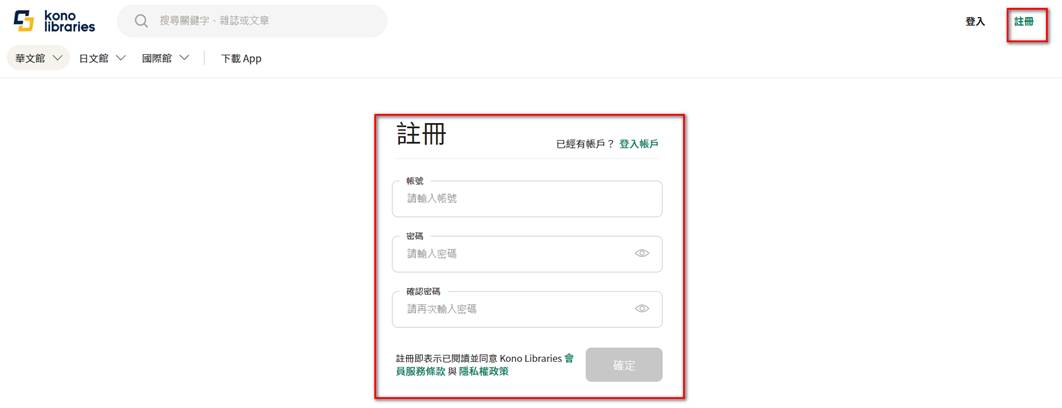 kono
libraries
搜尋關鍵字、雜誌或文章
登入
註冊
華文館
日文館
國際館
下載 App
註冊
已經有帳戶？ 登入帳戶
帳號
請輸入帳號
密碼
請輸入密碼
確認密碼
請再次輸入密碼
註冊即表示已閱讀並同意 Kono Libraries 會
員服務條款 與 隱私權政策
確定